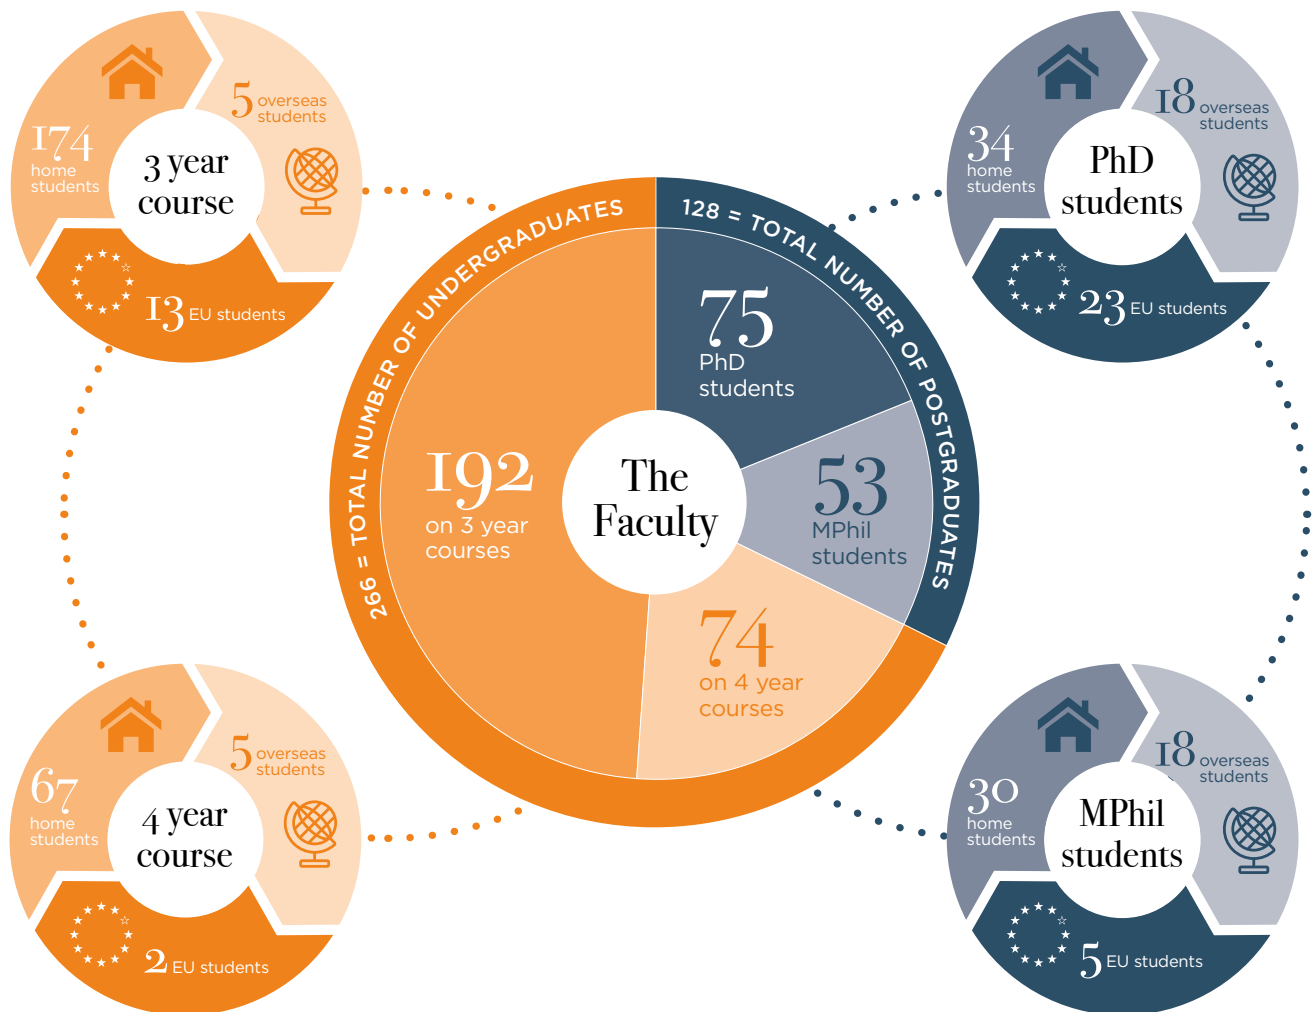 174
home
students
5 overseas
students
3 year
course
13 EU students
34
home
students
18 overseas
students
PhD
students
23 EU students
266 = TOTAL NUMBER OF UNDERGRADUATES
128 = TOTAL NUMBER OF POSTGRADUATES
75
PhD
students
192
on 3 year
courses
The
Faculty
53
MPhil
students
74
on 4 year
courses
67
home
students
5 overseas
students
4 year
course
2 EU students
30
home
students
18 overseas
students
MPhil
students
5 EU students